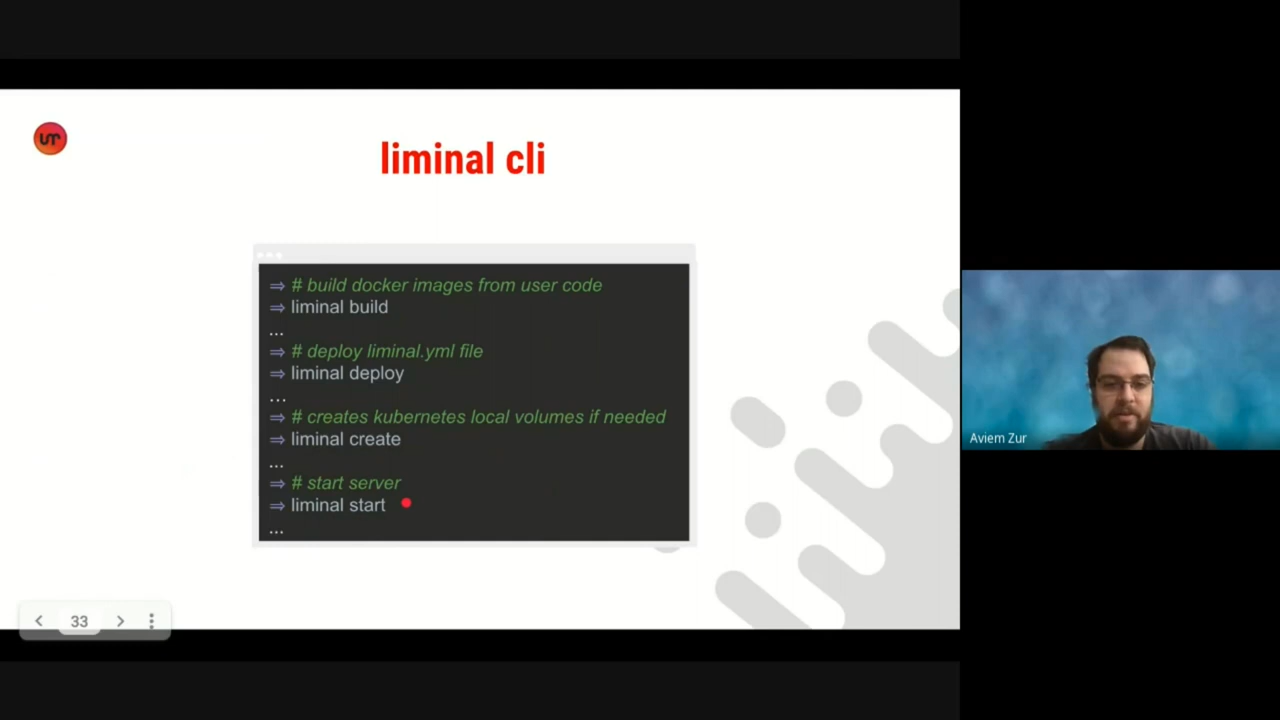 liminal cli
⇒ # build docker images from user code
⇒ liminal build
...
⇒ # deploy liminal.yml file
⇒ liminal deploy
...
⇒ # creates kubernetes local volumes if needed
⇒ liminal create
...
⇒ # start server
⇒ liminal start
...
33
Aviem Zur